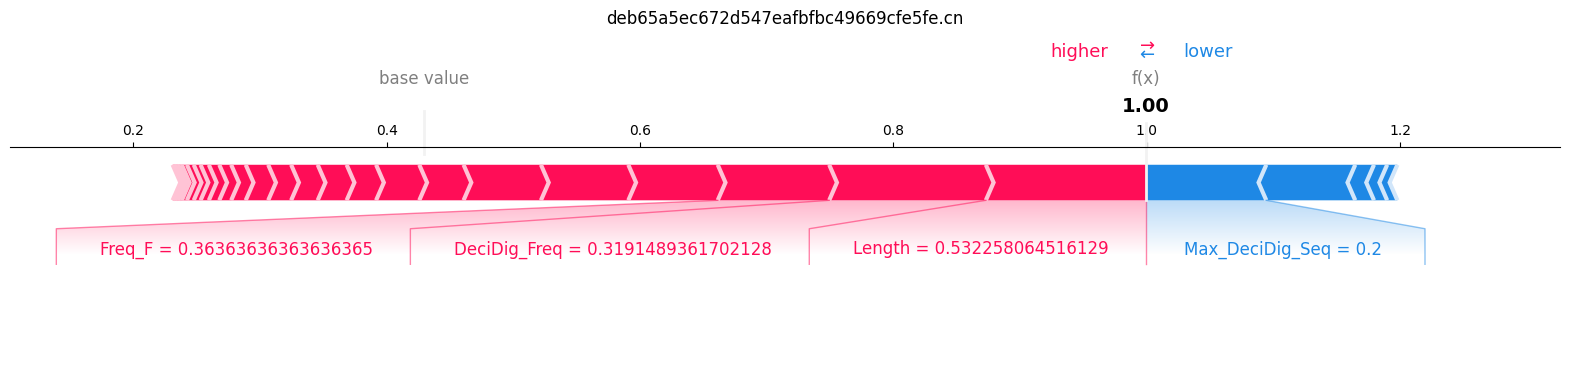 deb65a5ec672d547eafbfbc49669cfe5fe.cn
higher ⇄ lower
base value f(x)
1.00
0.2 0.4 0.6 0.8 1.0 1.2
Freq_F = 0.36363636363636365 DeciDig_Freq = 0.3191489361702128 Length = 0.532258064516129 Max_DeciDig_Seq = 0.2